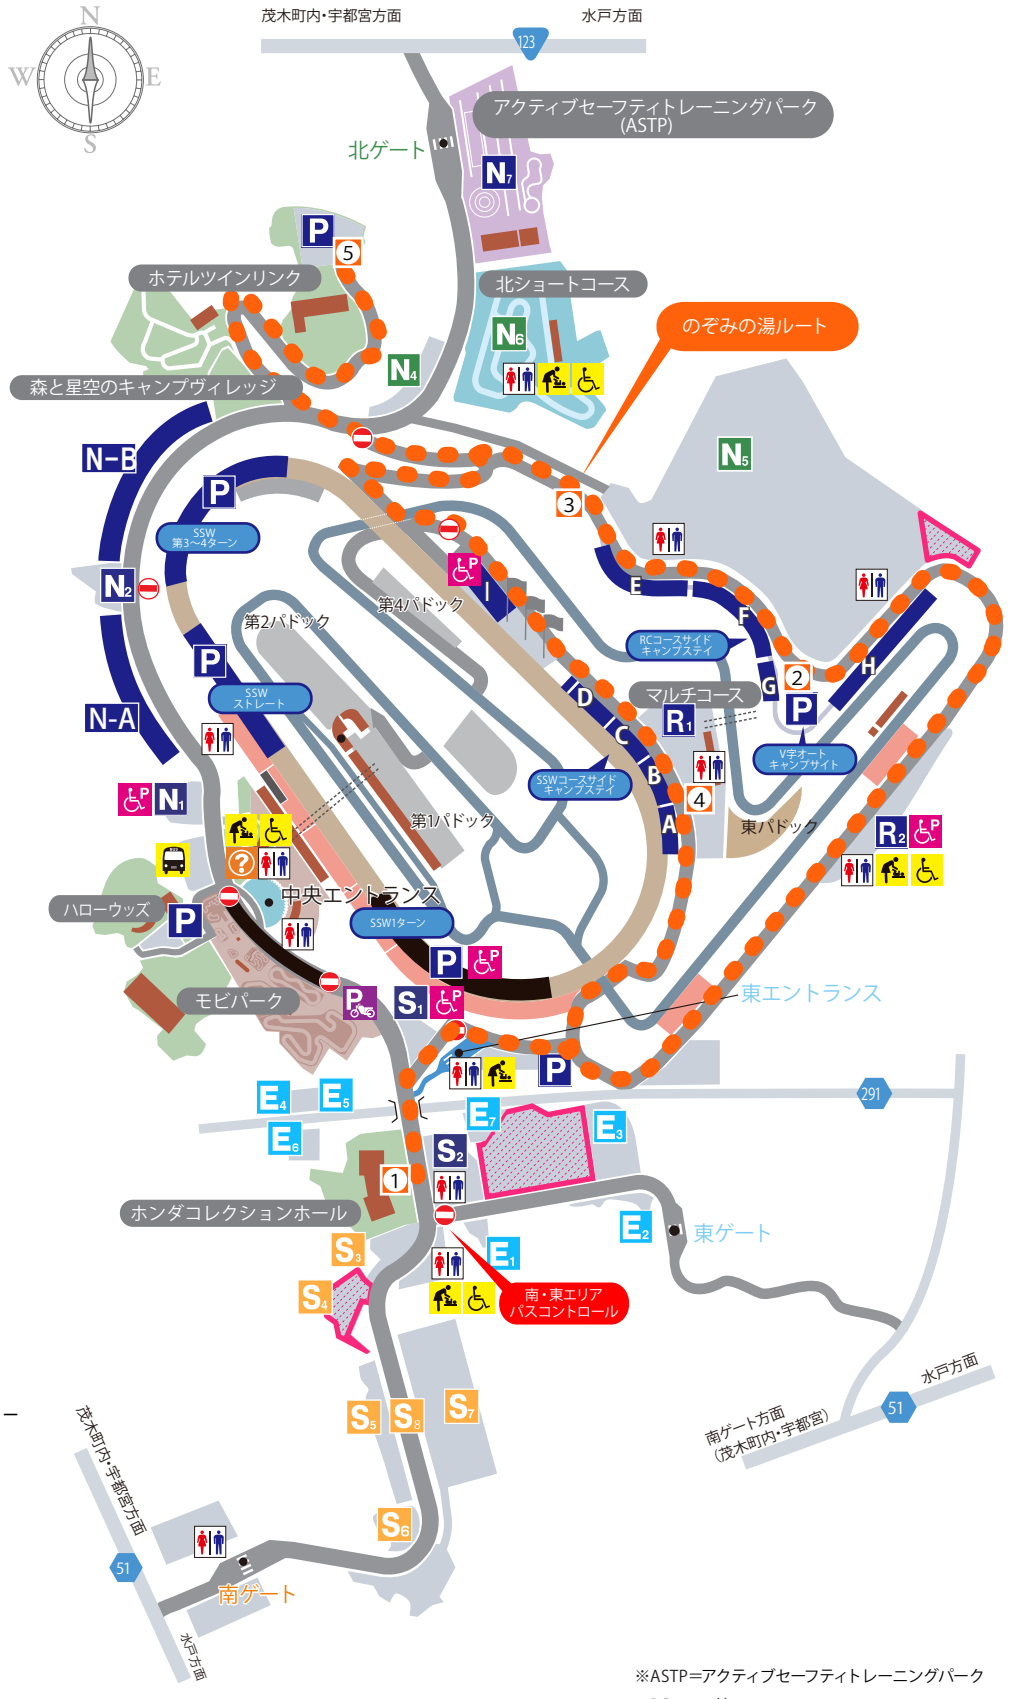 N
W
E
S
茂木町内・宇都宮方面
水戸方面
123
アクティブセーフティトレーニングパーク
(ASTP)
北ゲート
N7
P
5
ホテルツインリンク
北ショートコース
N6
のぞみの湯ルート
N4
森と星空のキャンプヴィレッジ
N-B
N5
P
3
SSW
第3〜4ターン
N2
P
I
E
第4パドック
第2パドック
F
RCコースサイド
キャンプステイ
H
P
2
G
SSW
ストレート
D
マルチコース
R1
P
N-A
C
V字オート
キャンプサイト
B
SSWコースサイド
キャンプステイ
P
N1
4
A
第1パドック
東パドック
R2
P
?
中央エントランス
ハローウッズ
P
SSW1ターン
P
P
モビパーク
P
S1
P
東エントランス
P
E4
E5
291
E7
E3
E6
S2
1
ホンダコレクションホール
E2
東ゲート
S3
E1
S4
南・東エリア
パスコントロール
水戸方面
51
南ゲート方面
(茂木町内・宇都宮)
S5
S8
S7
茂木町内・宇都宮方面
S6
51
南ゲート
水戸方面
※ASTP=アクティブセーフティトレーニングパーク